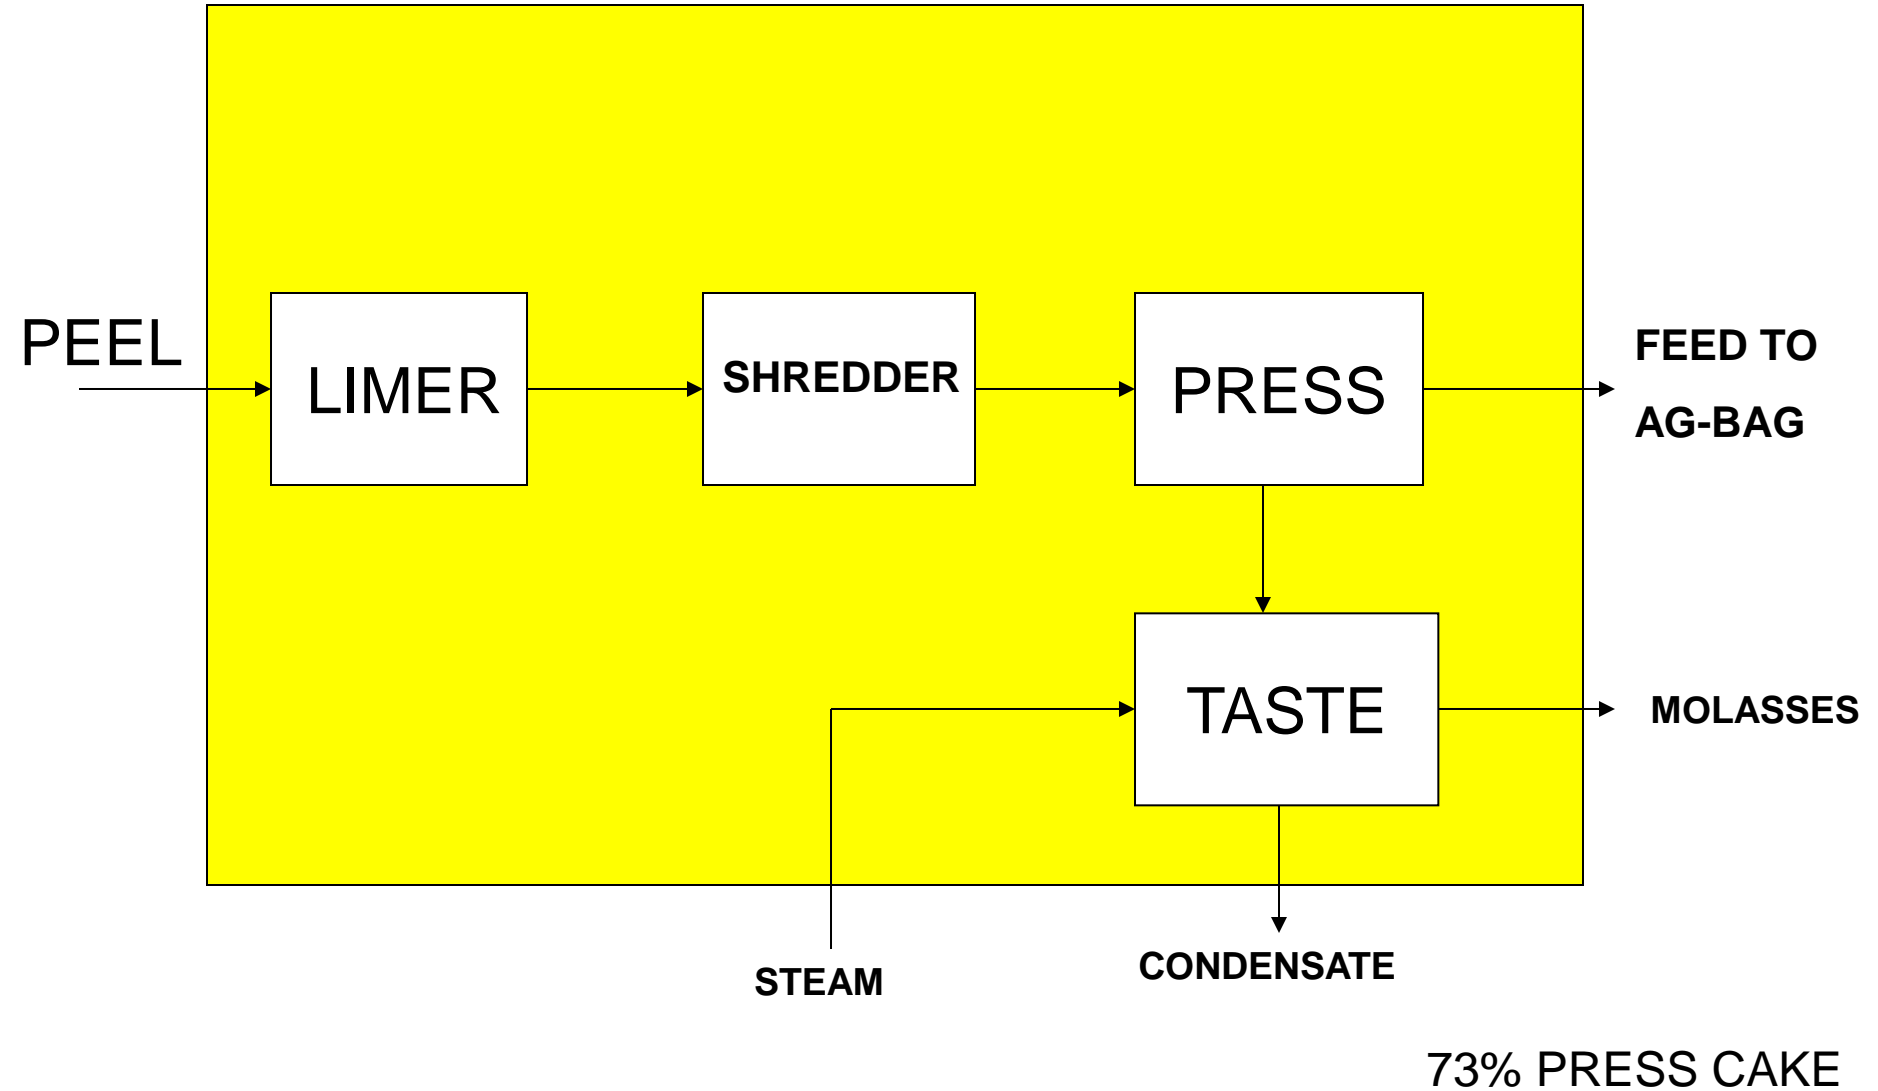 PEEL
LIMER
SHREDDER
PRESS
FEED TO
AG-BAG
TASTE
MOLASSES
STEAM
CONDENSATE
73% PRESS CAKE